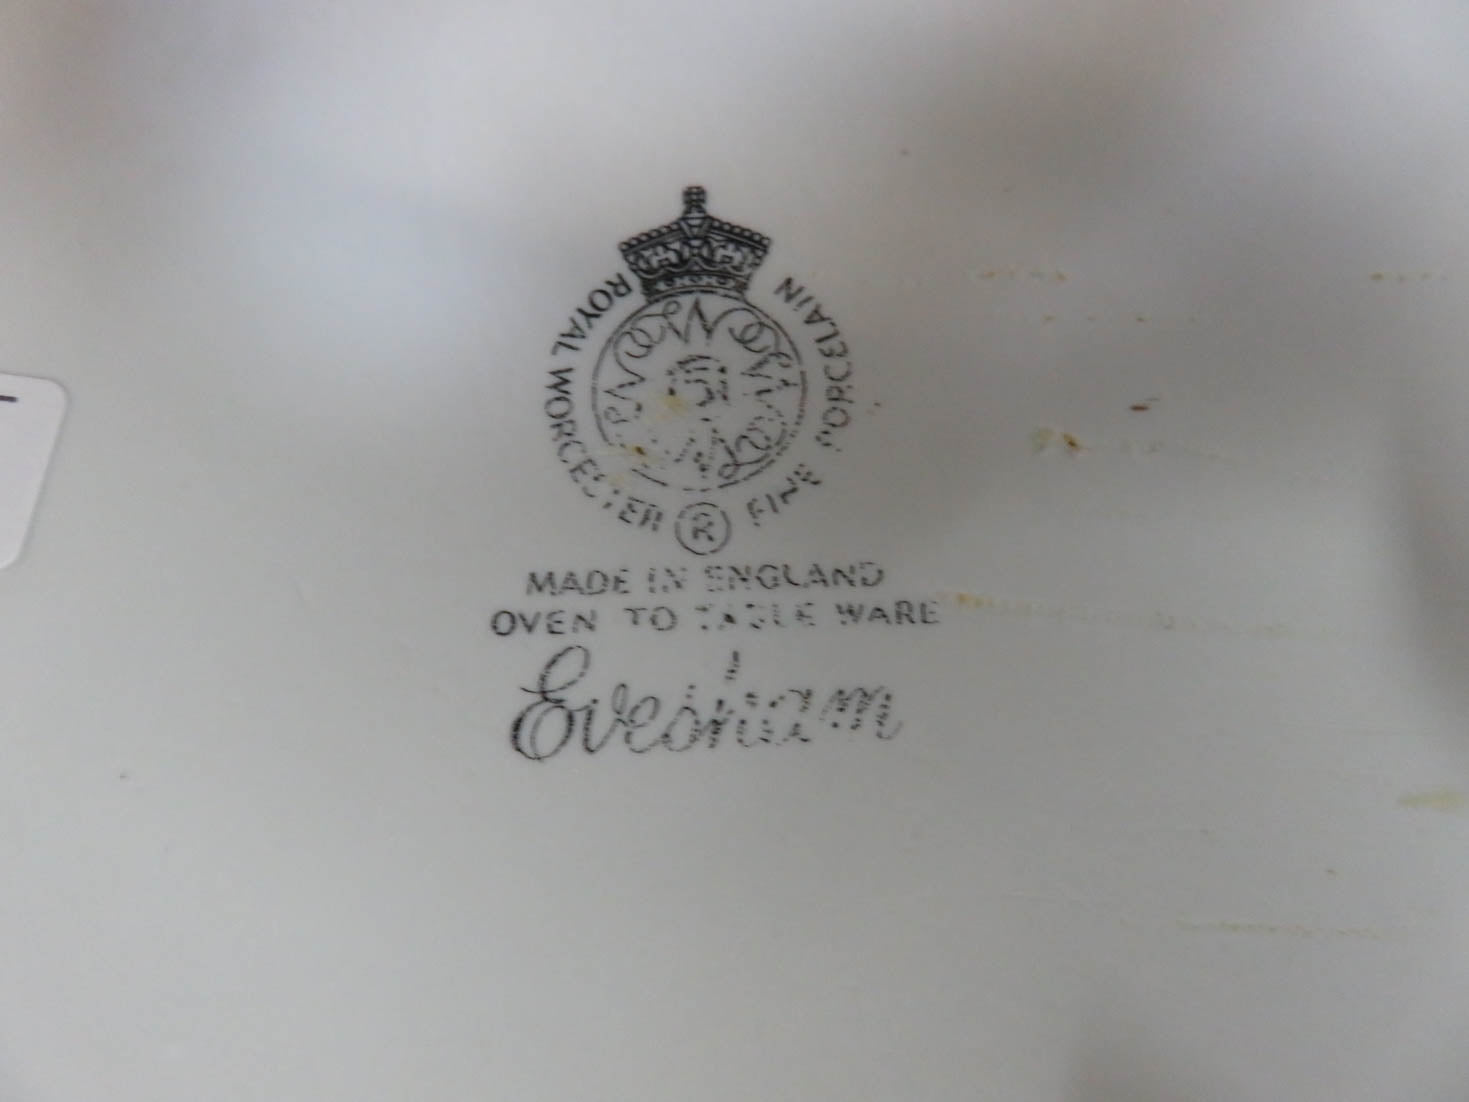 ROYAL WORCESTER
FINE PORCELAIN
®
MADE IN ENGLAND
OVEN TO TABLE WARE
Evesham